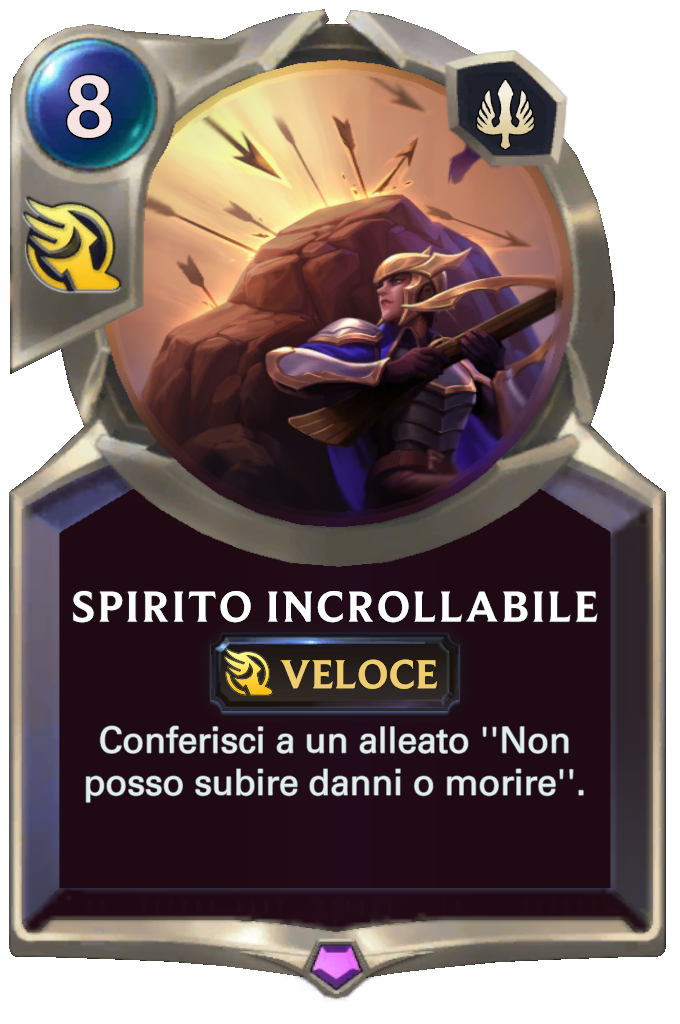 8
SPIRITO INCROLLABILE
VELOCE
Conferisci a un alleato ''Non
posso subire danni o morire''.